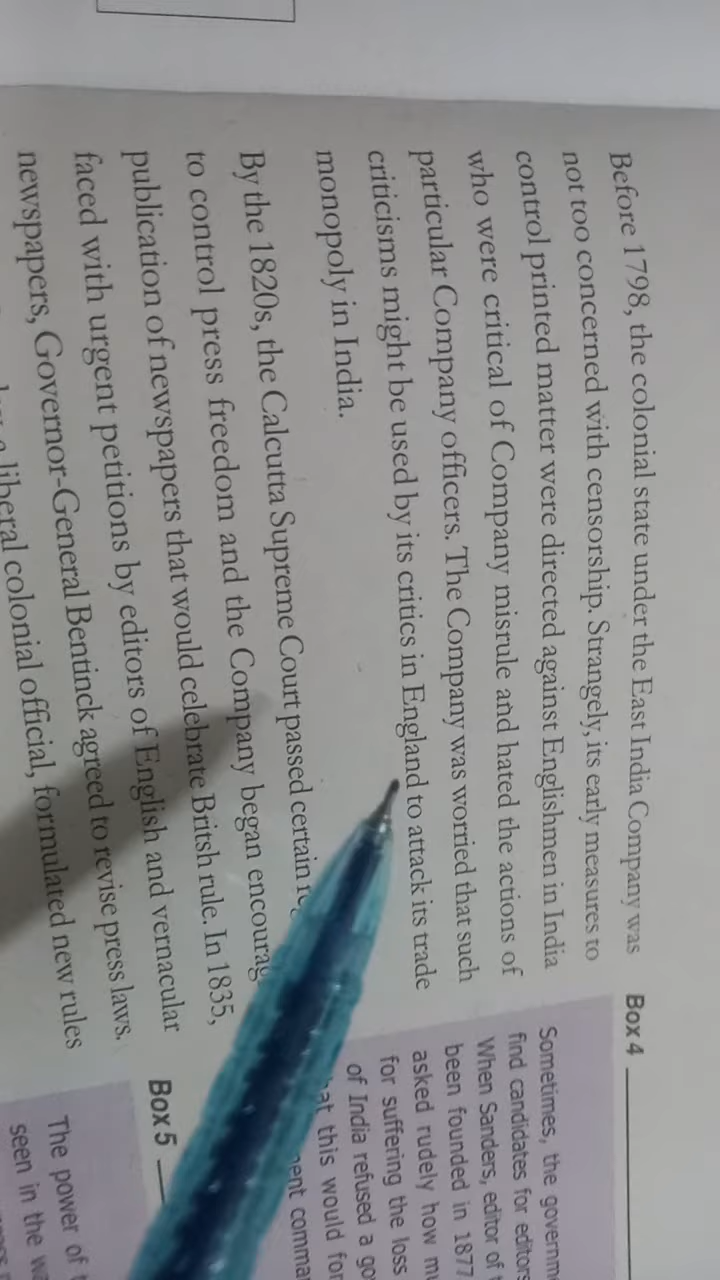 Before 1798, the colonial state under the East India Company was
not too concerned with censorship. Strangely, its early measures to
control printed matter were directed against Englishmen in India
who were critical of Company misrule and hated the actions of
particular Company officers. The Company was worried that such
criticisms might be used by its critics in England to attack its trade
monopoly in India.
By the 1820s, the Calcutta Supreme Court passed certain
to control press freedom and the Company began
publication of newspapers that would celebrate Britsh rule. In 1835,
faced with urgent petitions by editors of English and vernacular
newspapers, Governor-General Bentinck agreed to revise press laws.
liberal colonial official, formulated new rules
Box 4
Sometimes, the
find candidates for editors
When Sanders, editor of
been founded in 1877
asked rudely how
for suffering the loss
of India refused a
this would
Box 5
The power of
seen in the